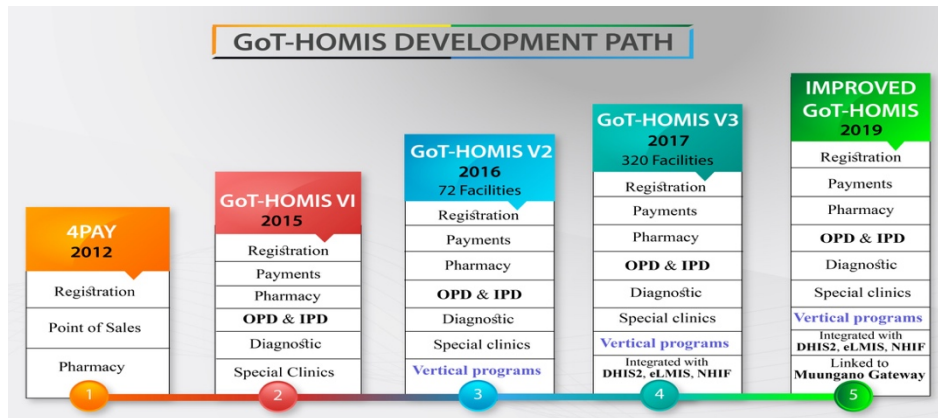 GoT-HOMIS DEVELOPMENT PATH
4PAY
2012
Registration
Point of Sales
Pharmacy
1
GoT-HOMIS VI
2015
Registration
Payments
Pharmacy
OPD & IPD
Diagnostic
Special Clinics
2
GoT-HOMIS V2
2016
72 Facilities
Registration
Payments
Pharmacy
OPD & IPD
Diagnostic
Special clinics
Vertical programs
3
GoT-HOMIS V3
2017
320 Facilities
Registration
Payments
Pharmacy
OPD & IPD
Diagnostic
Special clinics
Vertical programs
Integrated with
DHIS2, eLMIS, NHIF
4
IMPROVED
GoT-HOMIS
2019
Registration
Payments
Pharmacy
OPD & IPD
Diagnostic
Special clinics
Vertical programs
Integrated with
DHIS2, eLMIS, NHIF
Linked to
Muungano Gateway
5